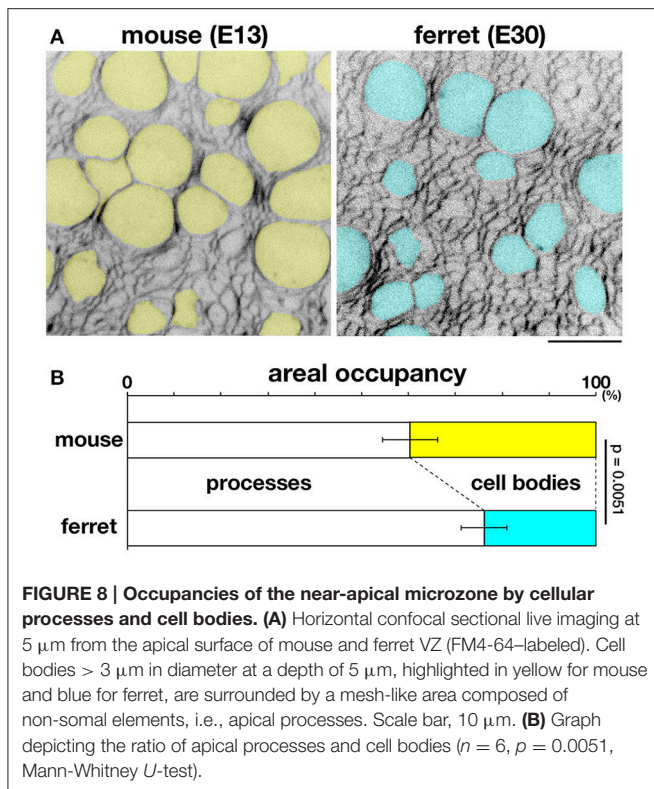 A mouse (E13) ferret (E30)
B 0 areal occupancy 100
(%)
mouse
processes cell bodies
ferret
p = 0.0051
FIGURE 8 | Occupancies of the near-apical microzone by cellular
processes and cell bodies. (A) Horizontal confocal sectional live imaging at
5 μm from the apical surface of mouse and ferret VZ (FM4-64–labeled). Cell
bodies > 3 μm in diameter at a depth of 5 μm, highlighted in yellow for mouse
and blue for ferret, are surrounded by a mesh-like area composed of
non-somal elements, i.e., apical processes. Scale bar, 10 μm. (B) Graph
depicting the ratio of apical processes and cell bodies (n = 6, p = 0.0051,
Mann-Whitney U-test).